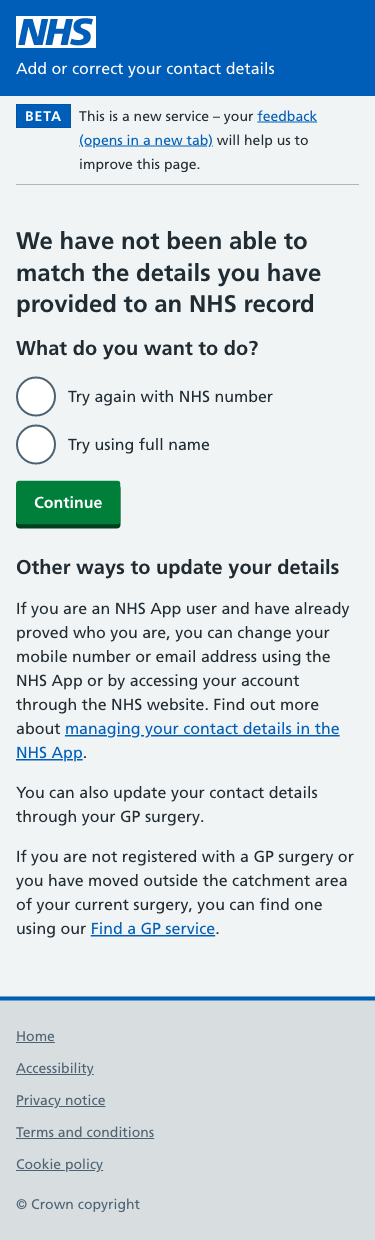 NHS
Add or correct your contact details
BETA
This is a new service – your feedback
(opens in a new tab) will help us to
improve this page.
We have not been able to
match the details you have
provided to an NHS record
What do you want to do?
Try again with NHS number
Try using full name
Continue
Other ways to update your details
If you are an NHS App user and have already
proved who you are, you can change your
mobile number or email address using the
NHS App or by accessing your account
through the NHS website. Find out more
about managing your contact details in the
NHS App.
You can also update your contact details
through your GP surgery.
If you are not registered with a GP surgery or
you have moved outside the catchment area
of your current surgery, you can find one
using our Find a GP service.
Home
Accessibility
Privacy notice
Terms and conditions
Cookie policy
© Crown copyright